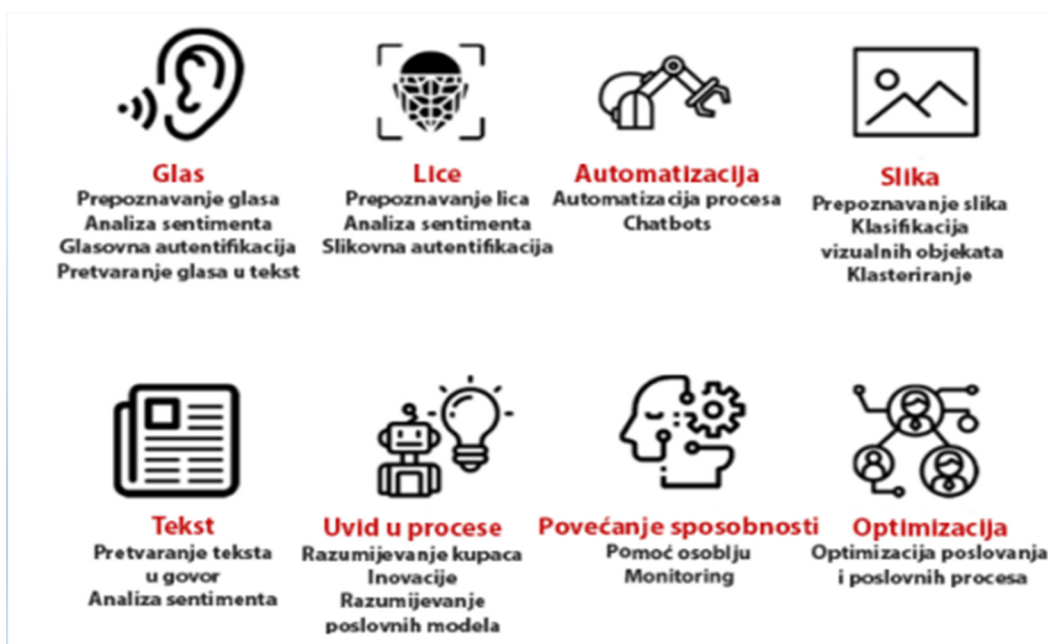 Glas
Prepoznavanje glasa
Analiza sentimenta
Glasovna autentifikacija
Pretvaranje glasa u tekst
Lice
Prepoznavanje lica
Analiza sentimenta
Slikovna autentifikacija
Automatizacija
Automatizacija procesa
Chatbots
Slika
Prepoznavanje slika
Klasifikacija
vizualnih objekata
Klasteriranje
Tekst
Pretvaranje teksta
u govor
Analiza sentimenta
Uvid u procese
Razumijevanje kupaca
Inovacije
Razumijevanje
poslovnih modela
Povećanje sposobnosti
Pomoć osoblju
Monitoring
Optimizacija
Optimizacija poslovanja
i poslovnih procesa